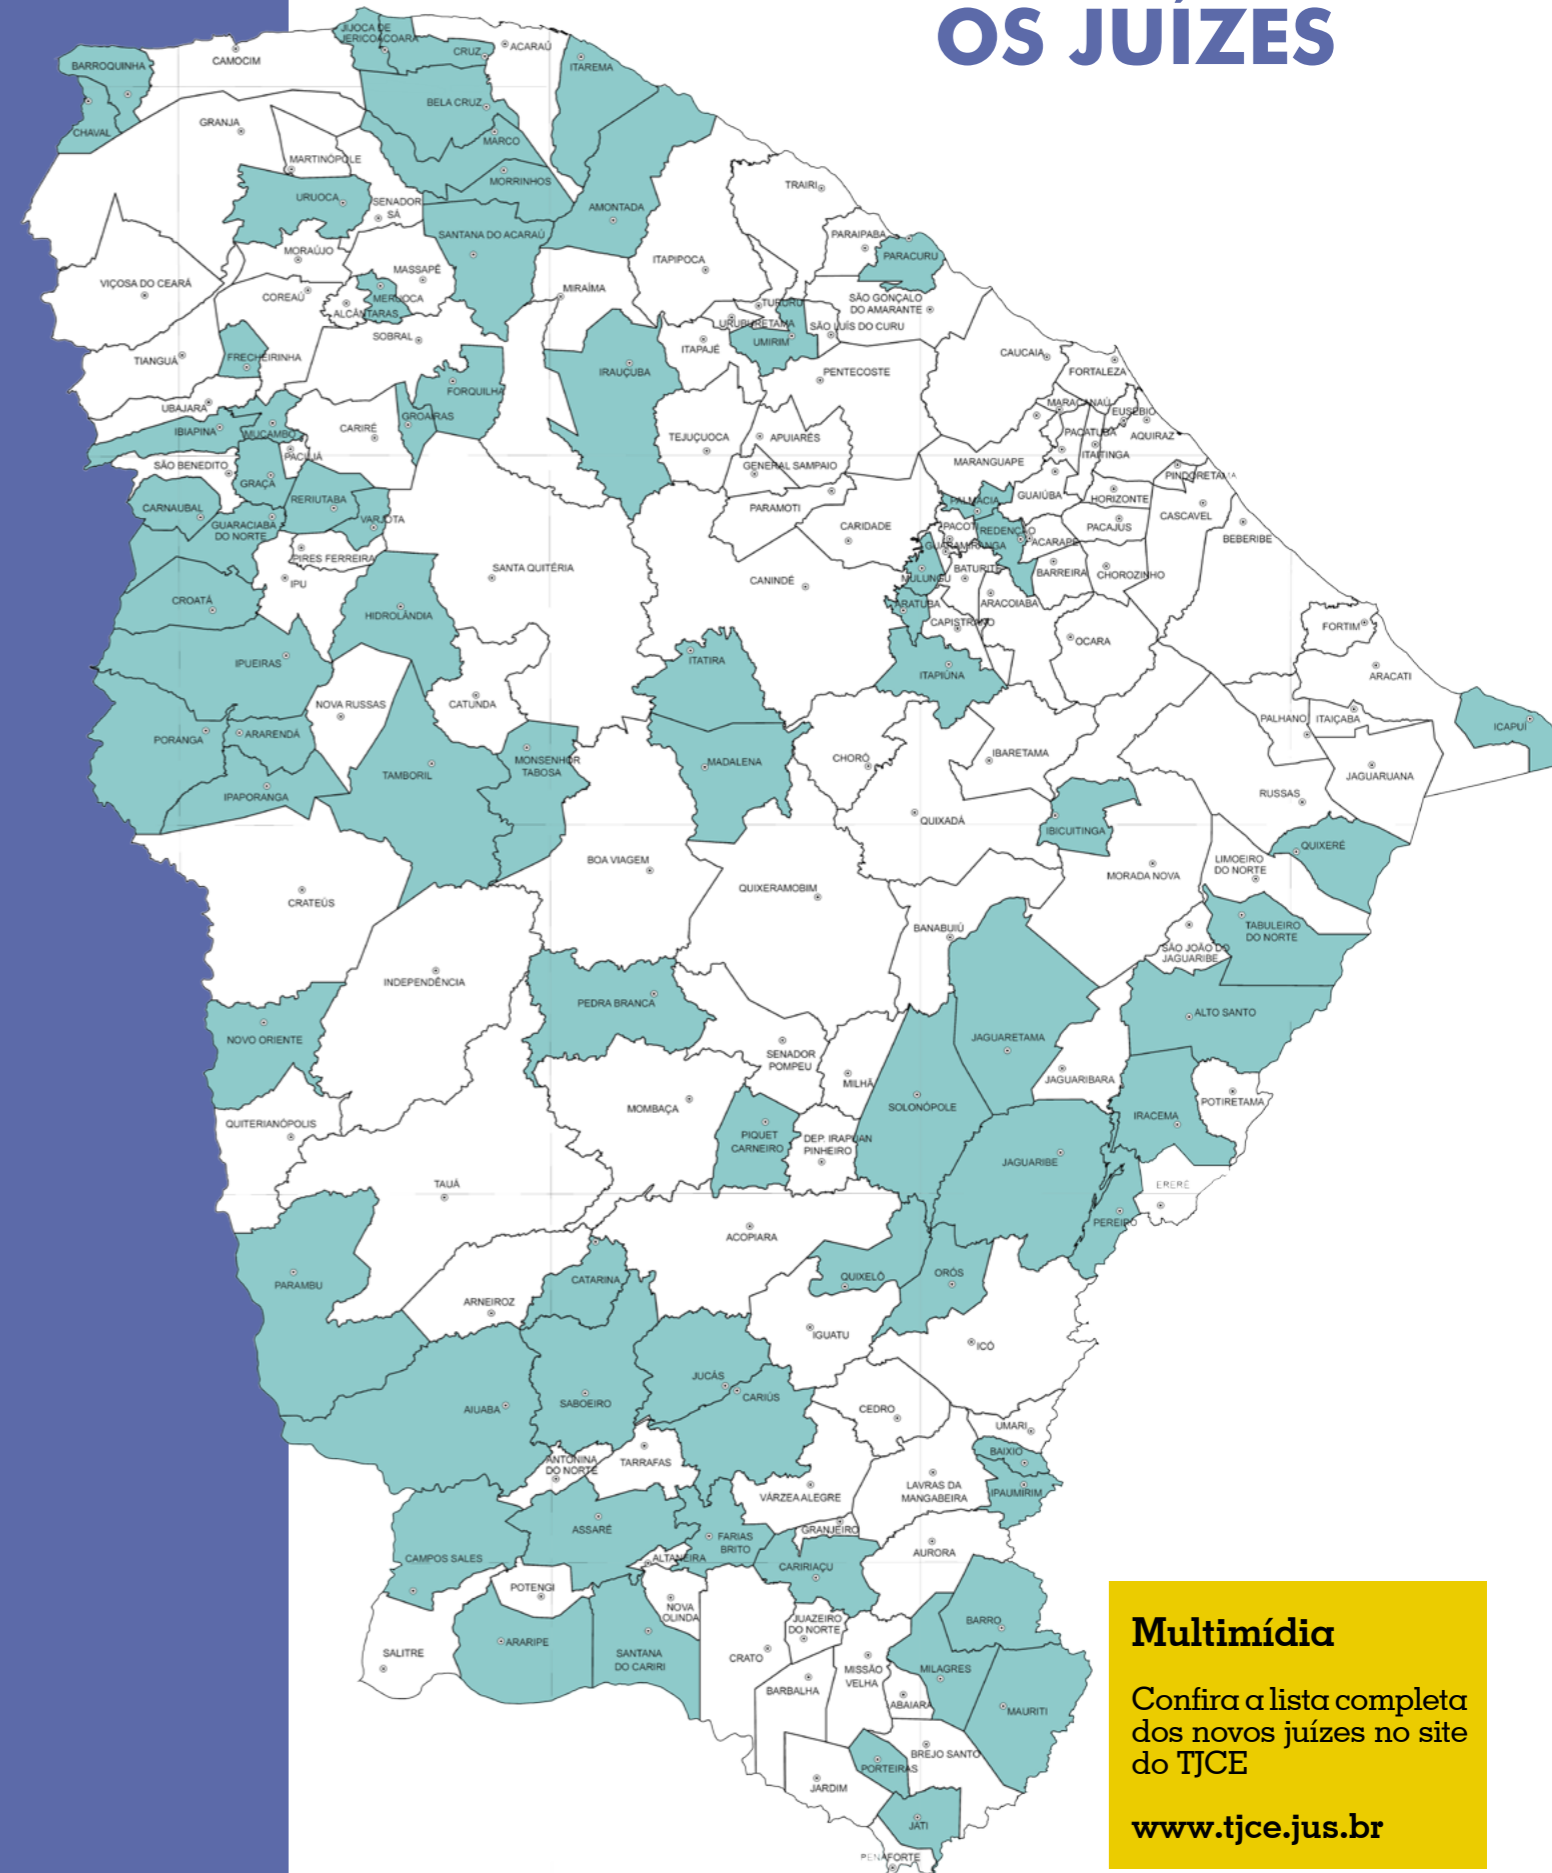 OS JUÍZES
JIJOCA DE
JERICOACOARA
CRUZ
ACARAÚ
CAMOCIM
BARROQUINHA
ITAREMA
BELA CRUZ
GRANJA
CHAVAL
MARCO
MARTINÓPOLE
MORRINHOS
TRAIRI
URUOCA
SENADOR
SÁ
AMONTADA
SANTANA DO ACARAÚ
PARAIPABA
MORAÚJO
PARACURU
ITAPIPOCA
MASSAPÊ
VIÇOSA DO CEARÁ
MIRAÍMA
COREAÚ
MERUOCA
SÃO GONÇALO
DO AMARANTE
TURURU
ALCÂNTARAS
URUBURETAMA
SÃO LUÍS DO CURU
SOBRAL
UMIRIM
ITAPAJÉ
CAUCAIA
TIANGUÁ
FRECHEIRINHA
IRAUÇUBA
PENTECOSTE
FORTALEZA
FORQUILHA
UBAJARA
MARACANAÚ
EUSÉBIO
GROAÍRAS
IBIAPINA
MUCAMBO
CARIRÉ
PACATUBA
AQUIRAZ
TEJUÇUOCA
APUIARÉS
PACUJÁ
ITAITINGA
SÃO BENEDITO
GENERAL SAMPAIO
MARANGUAPE
PINDORETAMA
GRAÇA
RERIUTABA
GUAIÚBA
HORIZONTE
PALMÁCIA
CARNAUBAL
PARAMOTI
CASCAVEL
VARJOTA
GUARACIABA
DO NORTE
CARIDADE
PACOTI
REDENÇÃO
PACAJUS
BEBERIBE
ACARAPE
GUARAMIRANGA
PIRES FERREIRA
SANTA QUITÉRIA
BATURITÉ
BARREIRA
CHOROZINHO
MULUNGU
CANINDÉ
IPU
CROATÁ
ARATUBA
ARACOIABA
HIDROLÂNDIA
CAPISTRANO
FORTIM
OCARA
ITATIRA
IPUEIRAS
ITAPIÚNA
ARACATI
NOVA RUSSAS
CATUNDA
PALHANO
ITAIÇABA
ICAPUÍ
ARARENDÁ
PORANGA
IBARETAMA
CHORÓ
MONSENHOR
TABOSA
MADALENA
TAMBORIL
JAGUARUANA
RUSSAS
IPAPORANGA
QUIXADÁ
IBICUITINGA
QUIXERÉ
BOA VIAGEM
LIMOEIRO
DO NORTE
MORADA NOVA
QUIXERAMOBIM
CRATEÚS
BANABUIÚ
TABULEIRO
DO NORTE
SÃO JOÃO DO
JAGUARIBE
INDEPENDÊNCIA
PEDRA BRANCA
ALTO SANTO
NOVO ORIENTE
JAGUARETAMA
SENADOR
POMPEU
MILHÃ
JAGUARIBARA
POTIRETAMA
MOMBAÇA
SOLONÓPOLE
IRACEMA
QUITERIANÓPOLIS
PIQUET
CARNEIRO
DEP. IRAPUAN
PINHEIRO
JAGUARIBE
TAUÁ
ERERÊ
PEREIRO
ACOPIARA
QUIXELÔ
ORÓS
CATARINA
PARAMBU
ARNEIROZ
IGUATU
ICÓ
JUCÁS
CARIÚS
SABOEIRO
AIUABA
CEDRO
UMARI
BAIXIO
ANTONINA
DO NORTE
TARRAFAS
LAVRAS DA
MANGABEIRA
IPAUMIRIM
VÁRZEA ALEGRE
ASSARÉ
GRANJEIRO
FARIAS
BRITO
AURORA
CAMPOS SALES
ALTANEIRA
CARIRIAÇU
POTENGI
NOVA
OLINDA
JUAZEIRO
DO NORTE
BARRO
ARARIPE
SALITRE
SANTANA
DO CARIRI
CRATO
MISSÃO
VELHA
MILAGRES
BARBALHA
ABAIARA
MAURITI
BREJO SANTO
PORTEIRAS
JARDIM
JATI
PENAFORTE
Multimídia
Confira a lista completa
dos novos juízes no site
do TJCE
www.tjce.jus.br